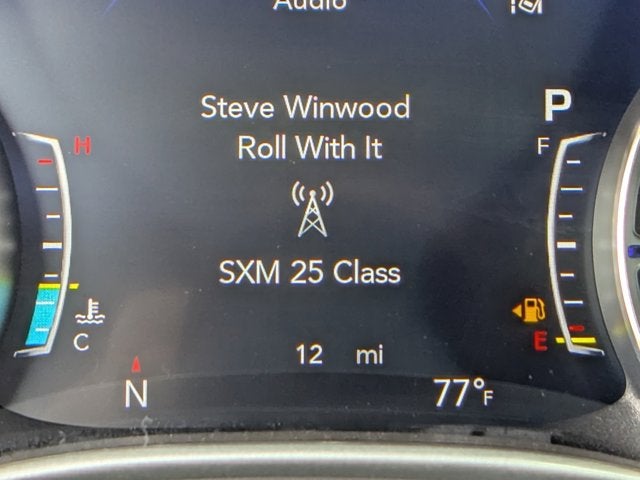 Audio
Steve Winwood
P
H
Roll With It
F
SXM 25 Class
E
C
12 mi
N
77°F